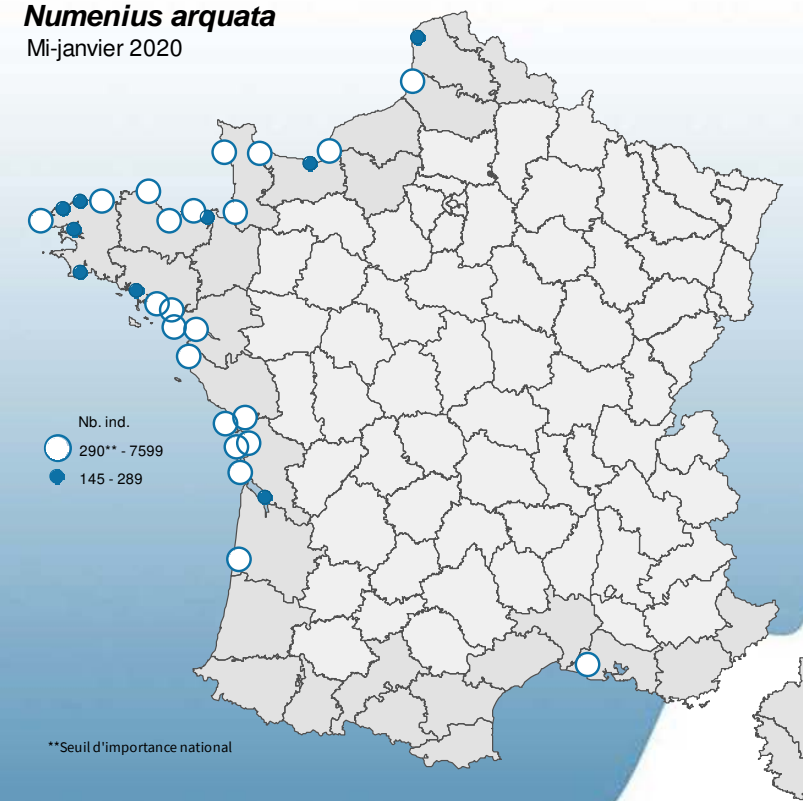 Numenius arquata
Mi-janvier 2020
Nb. ind.
290** - 7599
145 - 289
**Seuil d'importance national